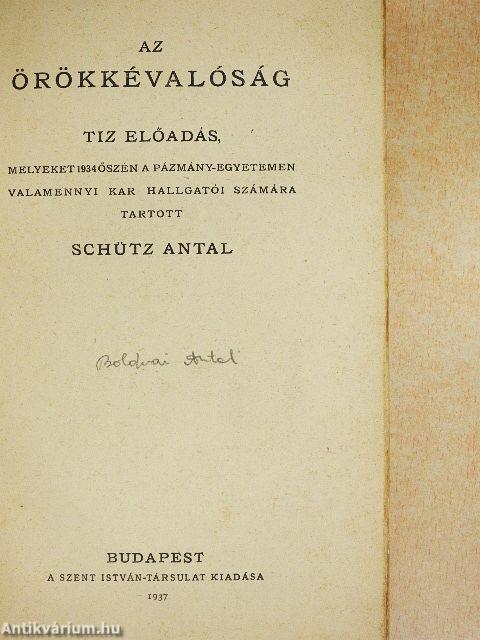 AZ
ÖRÖKKÉVALÓSÁG
TIZ ELŐADÁS,
MELYEKET 1934 ŐSZÉN A PÁZMÁNY-EGYETEMEN
VALAMENNYI KAR HALLGATÓI SZÁMÁRA
TARTOTT
SCHÜTZ ANTAL
Boldvai Antal
BUDAPEST
A SZENT ISTVÁN-TÁRSULAT KIADÁSA
1937
Antikvárium.hu